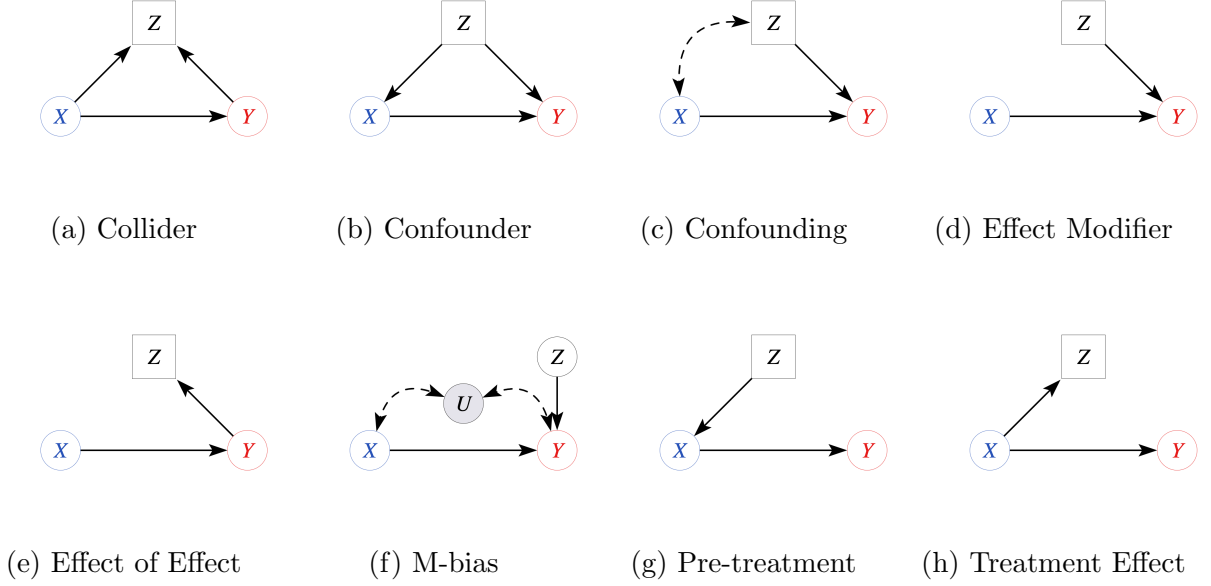 Z Z Z Z
X Y X Y X Y X Y
(a) Collider (b) Confounder (c) Confounding (d) Effect Modifier
Z Z Z Z
U
X Y X Y X Y X Y
(e) Effect of Effect (f) M-bias (g) Pre-treatment (h) Treatment Effect